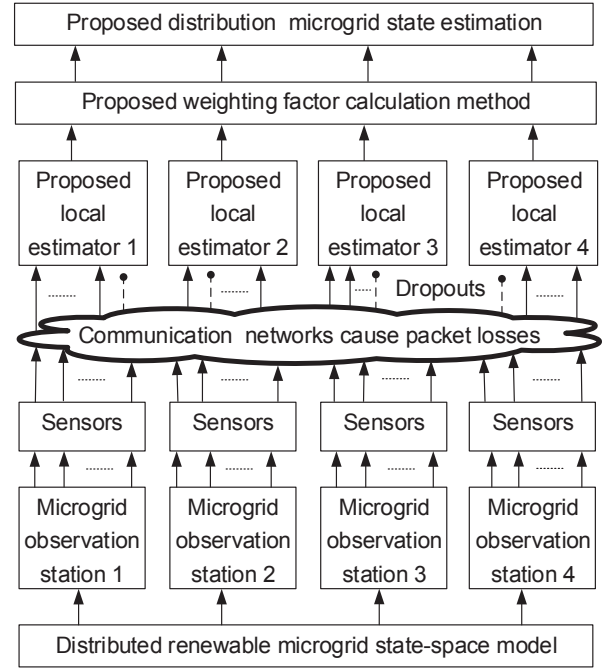 Proposed distribution microgrid state estimation
Proposed weighting factor calculation method
Proposed
local
estimator 1
Proposed
local
estimator 2
Proposed
local
estimator 3
Proposed
local
estimator 4
Dropouts
Communication networks cause packet losses
Sensors
Sensors
Sensors
Sensors
Microgrid
observation
station 1
Microgrid
observation
station 2
Microgrid
observation
station 3
Microgrid
observation
station 4
Distributed renewable microgrid state-space model